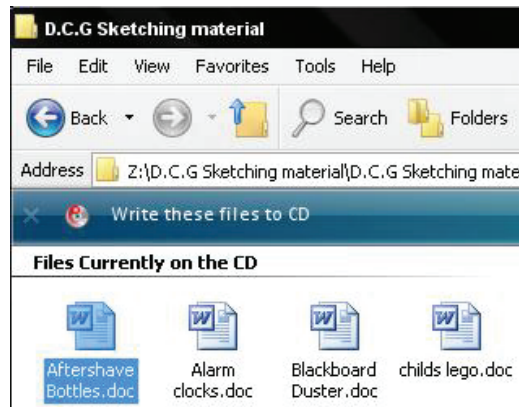 D.C.G Sketching material
File Edit View Favorites Tools Help
Back Search Folders
Address Z:\D.C.G Sketching material\D.C.G Sketching mate
Write these files to CD
Files Currently on the CD
Aftershave Bottles.doc
Alarm clocks.doc
Blackboard Duster.doc
childs lego.doc